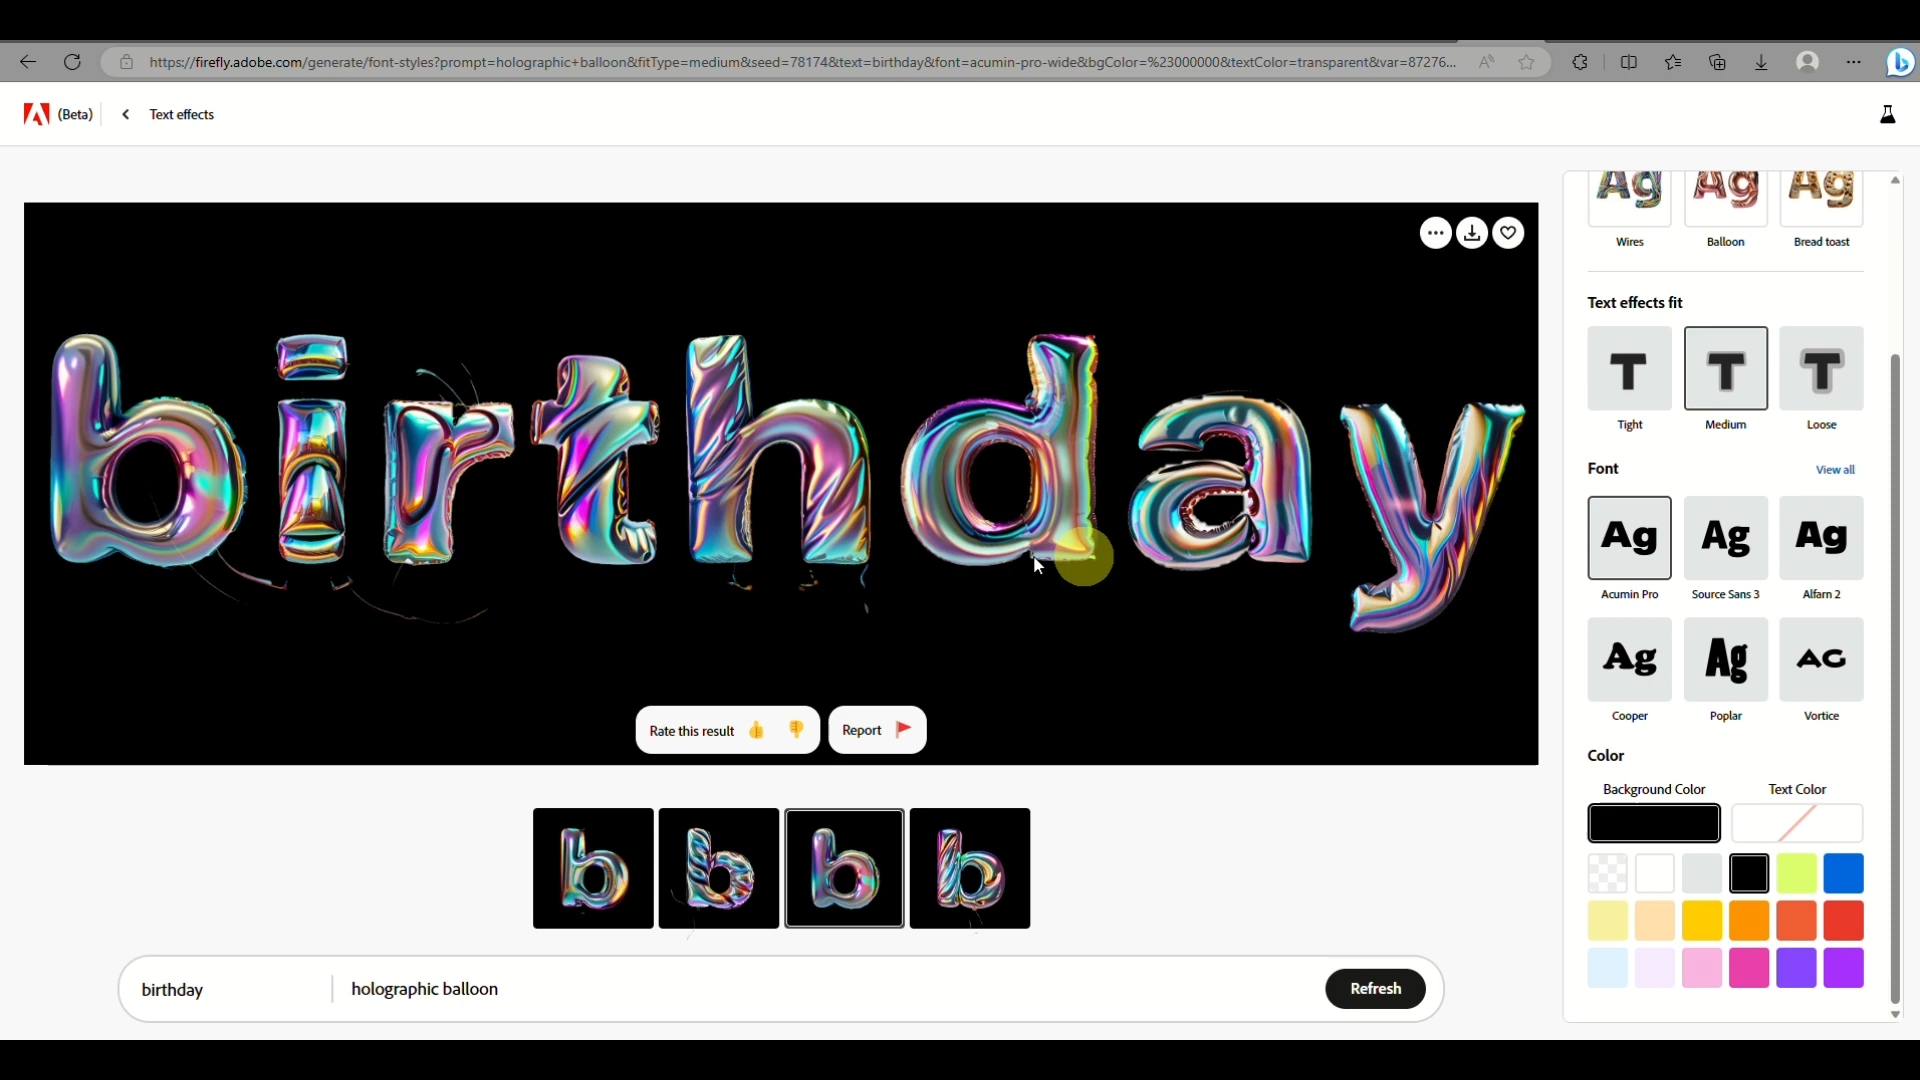 https://firefly.adobe.com/generate/font-styles?prompt=holographic+balloon&fitType=medium&seed=78174&text=birthday&font=acumin-pro-wide&bgColor=%23000000&textColor=transparent&var=87276...
(Beta)
Text effects
birthday
Rate this result
Report
birthday
holographic balloon
Refresh
Ag Ag Ag
Wires Balloon Bread toast
Text effects fit
T T T
Tight Medium Loose
Font View all
Ag Ag Ag
Acumin Pro Source Sans 3 Alfarn 2
Ag Ag AG
Cooper Poplar Vortice
Color
Background Color Text Color
b b b b